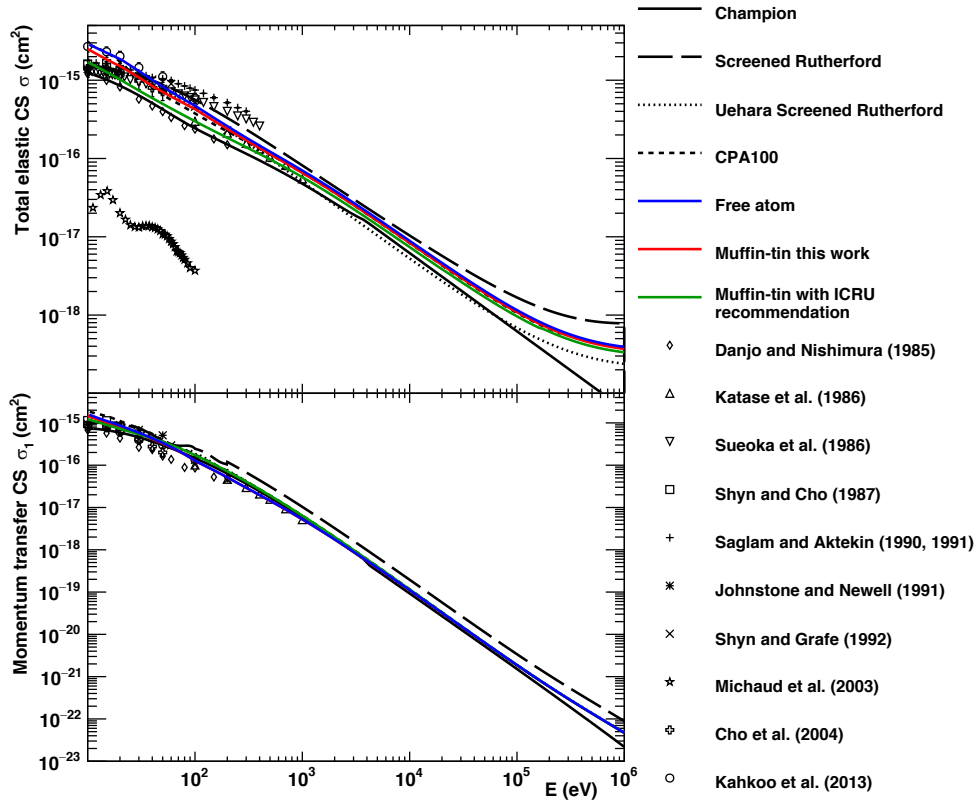 Total elastic CS σ (cm²)
10⁻¹⁵
10⁻¹⁶
10⁻¹⁷
10⁻¹⁸
Momentum transfer CS σ₁ (cm²)
10⁻¹⁵
10⁻¹⁶
10⁻¹⁷
10⁻¹⁸
10⁻¹⁹
10⁻²⁰
10⁻²¹
10⁻²²
10⁻²³
10²
10³
10⁴
10⁵
10⁶
E (eV)
Champion
Screened Rutherford
Uehara Screened Rutherford
CPA100
Free atom
Muffin-tin this work
Muffin-tin with ICRU
recommendation
Danjo and Nishimura (1985)
Katase et al. (1986)
Sueoka et al. (1986)
Shyn and Cho (1987)
Saglam and Aktekin (1990, 1991)
Johnstone and Newell (1991)
Shyn and Grafe (1992)
Michaud et al. (2003)
Cho et al. (2004)
Kahkoo et al. (2013)